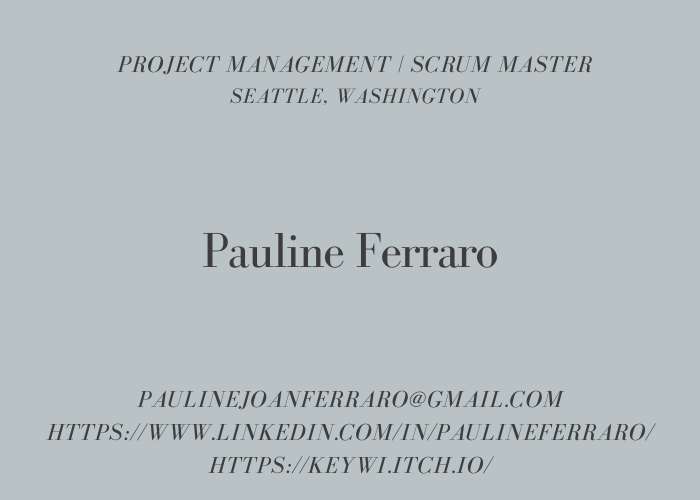 PROJECT MANAGEMENT | SCRUM MASTER
SEATTLE, WASHINGTON
Pauline Ferraro
PAULINEJOANFERRARO@GMAIL.COM
HTTPS://WWW.LINKEDIN.COM/IN/PAULINEFERRARO/
HTTPS://KEYWI.ITCH.IO/